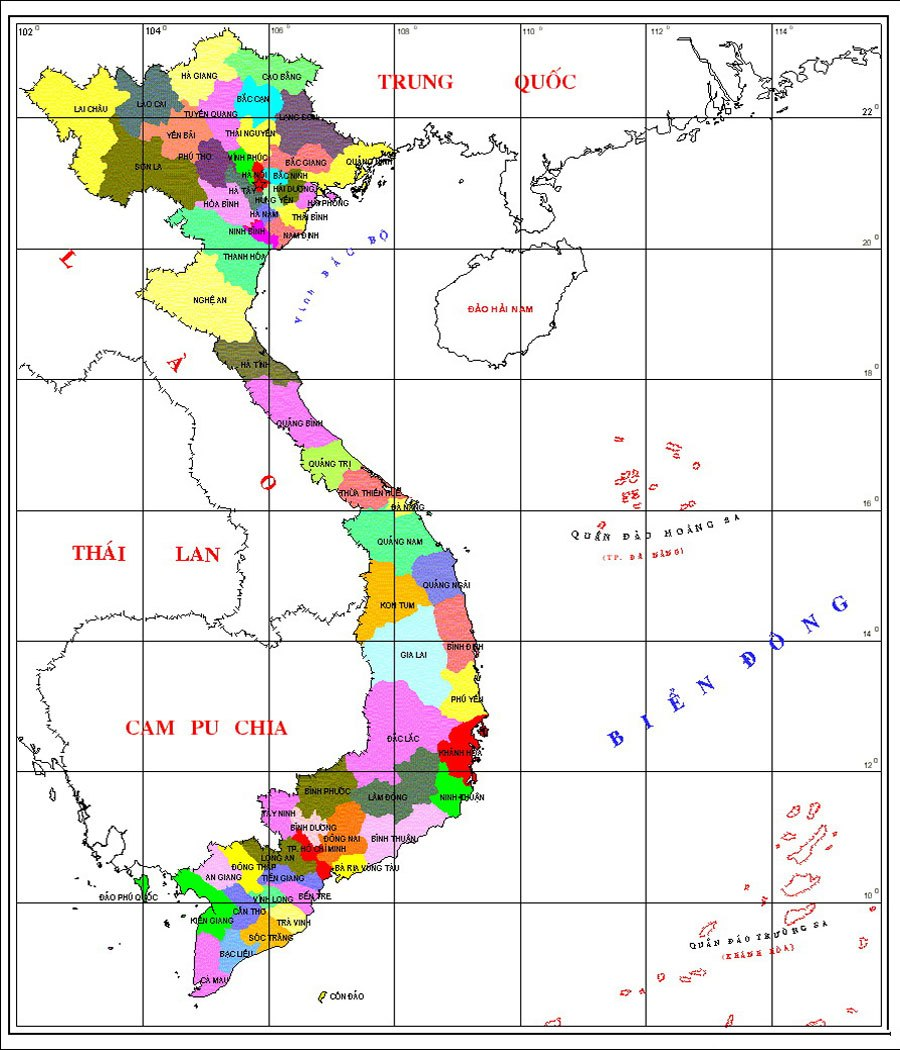 102° 104° 106° 108° 110° 112° 114°
HÀ GIANG
CAO BẰNG
TRUNG QUỐC
LAI CHÂU
LAO CAI
BẮC CẠN
TUYÊN QUANG
LẠNG SƠN
22°
YÊN BÁI
THÁI NGUYÊN
SƠN LA
PHÚ THỌ
VĨNH PHÚC
BẮC GIANG
QUẢNG NINH
HÀ NỘI
BẮC NINH
HÀ TÂY
HẢI DƯƠNG
HƯNG YÊN
HÒA BÌNH
HẢI PHÒNG
HÀ NAM
THÁI BÌNH
NINH BÌNH
NAM ĐỊNH
20°
THANH HÓA
Vịnh BẮC BỘ
LÀO
NGHỆ AN
ĐẢO HẢI NAM
HÀ TĨNH
18°
QUẢNG BÌNH
QUẢNG TRỊ
THỪA THIÊN HUẾ
ĐÀ NẴNG
16°
QUẦN ĐẢO HOÀNG SA
(TP. ĐÀ NẴNG)
QUẢNG NAM
THÁI LAN
QUẢNG NGÃI
KON TUM
BIỂN ĐÔNG
14°
BÌNH ĐỊNH
GIA LAI
PHÚ YÊN
CAM PU CHIA
ĐẮC LẮC
KHÁNH HÒA
12°
BÌNH PHƯỚC
LÂM ĐỒNG
NINH THUẬN
TÂY NINH
BÌNH DƯƠNG
ĐỒNG NAI
BÌNH THUẬN
TP. HỒ CHÍ MINH
LONG AN
ĐỒNG THÁP
BÀ RỊA VŨNG TÀU
AN GIANG
TIỀN GIANG
ĐẢO PHÚ QUỐC
VĨNH LONG
BẾN TRE
10°
CẦN THƠ
KIÊN GIANG
TRÀ VINH
QUẦN ĐẢO TRƯỜNG SA
(KHÁNH HÒA)
SÓC TRĂNG
BẠC LIÊU
CÀ MAU
CÔN ĐẢO